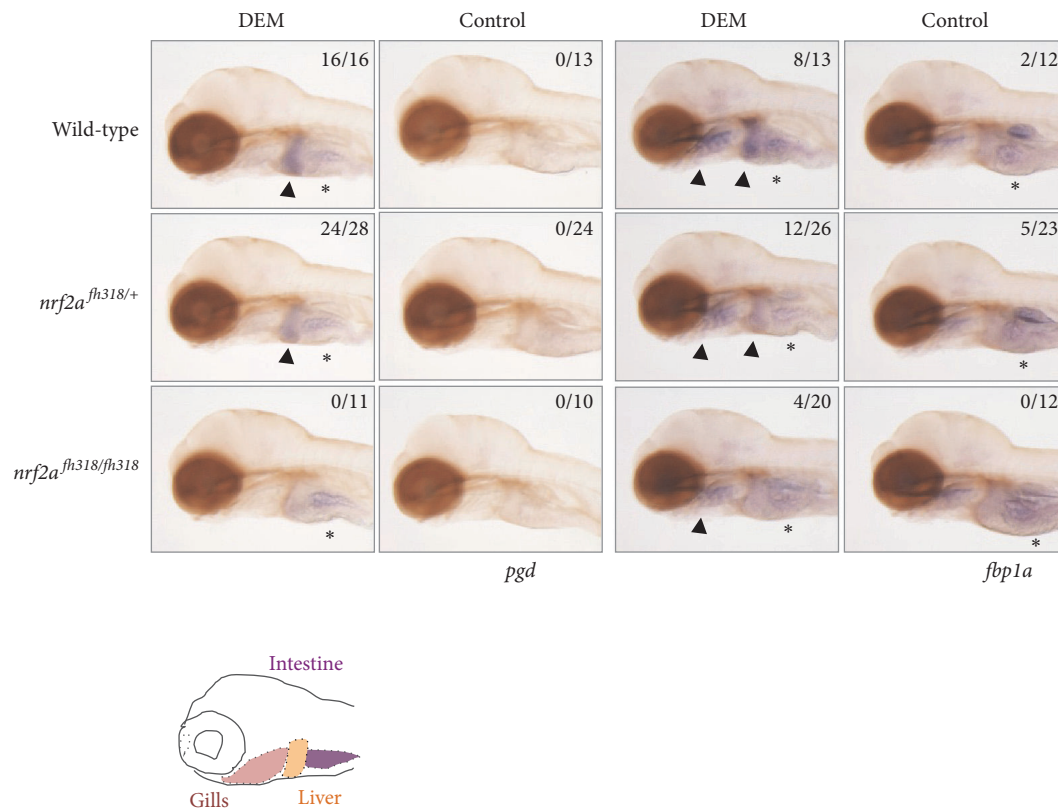 DEM Control DEM Control
Wild-type 16/16 0/13 8/13 2/12
* * *
nrf2a^fh318/+ 24/28 0/24 12/26 5/23
* * *
nrf2a^fh318/fh318 0/11 0/10 4/20 0/12
* * *
pgd fbp1a
Intestine
Gills Liver